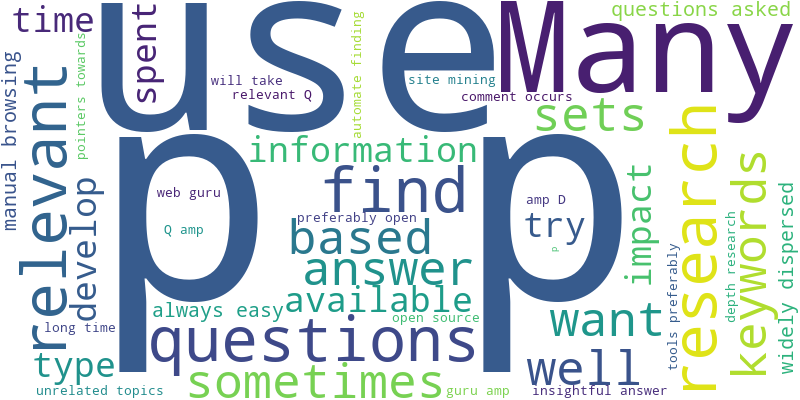 time
spent
use
Many
questions asked
manual browsing
relevant
pointers towards
will take
relevant Q
automate finding
site mining
comment occurs
sets
information
research
keywords
develop
web guru
find
p p
amp D
try
impact
widely dispersed
Q amp
preferably open
based
p
depth research
tools preferably
answer
always easy
available
open source
want
long time
questions
type
well
unrelated topics
sometimes
guru amp
insightful answer